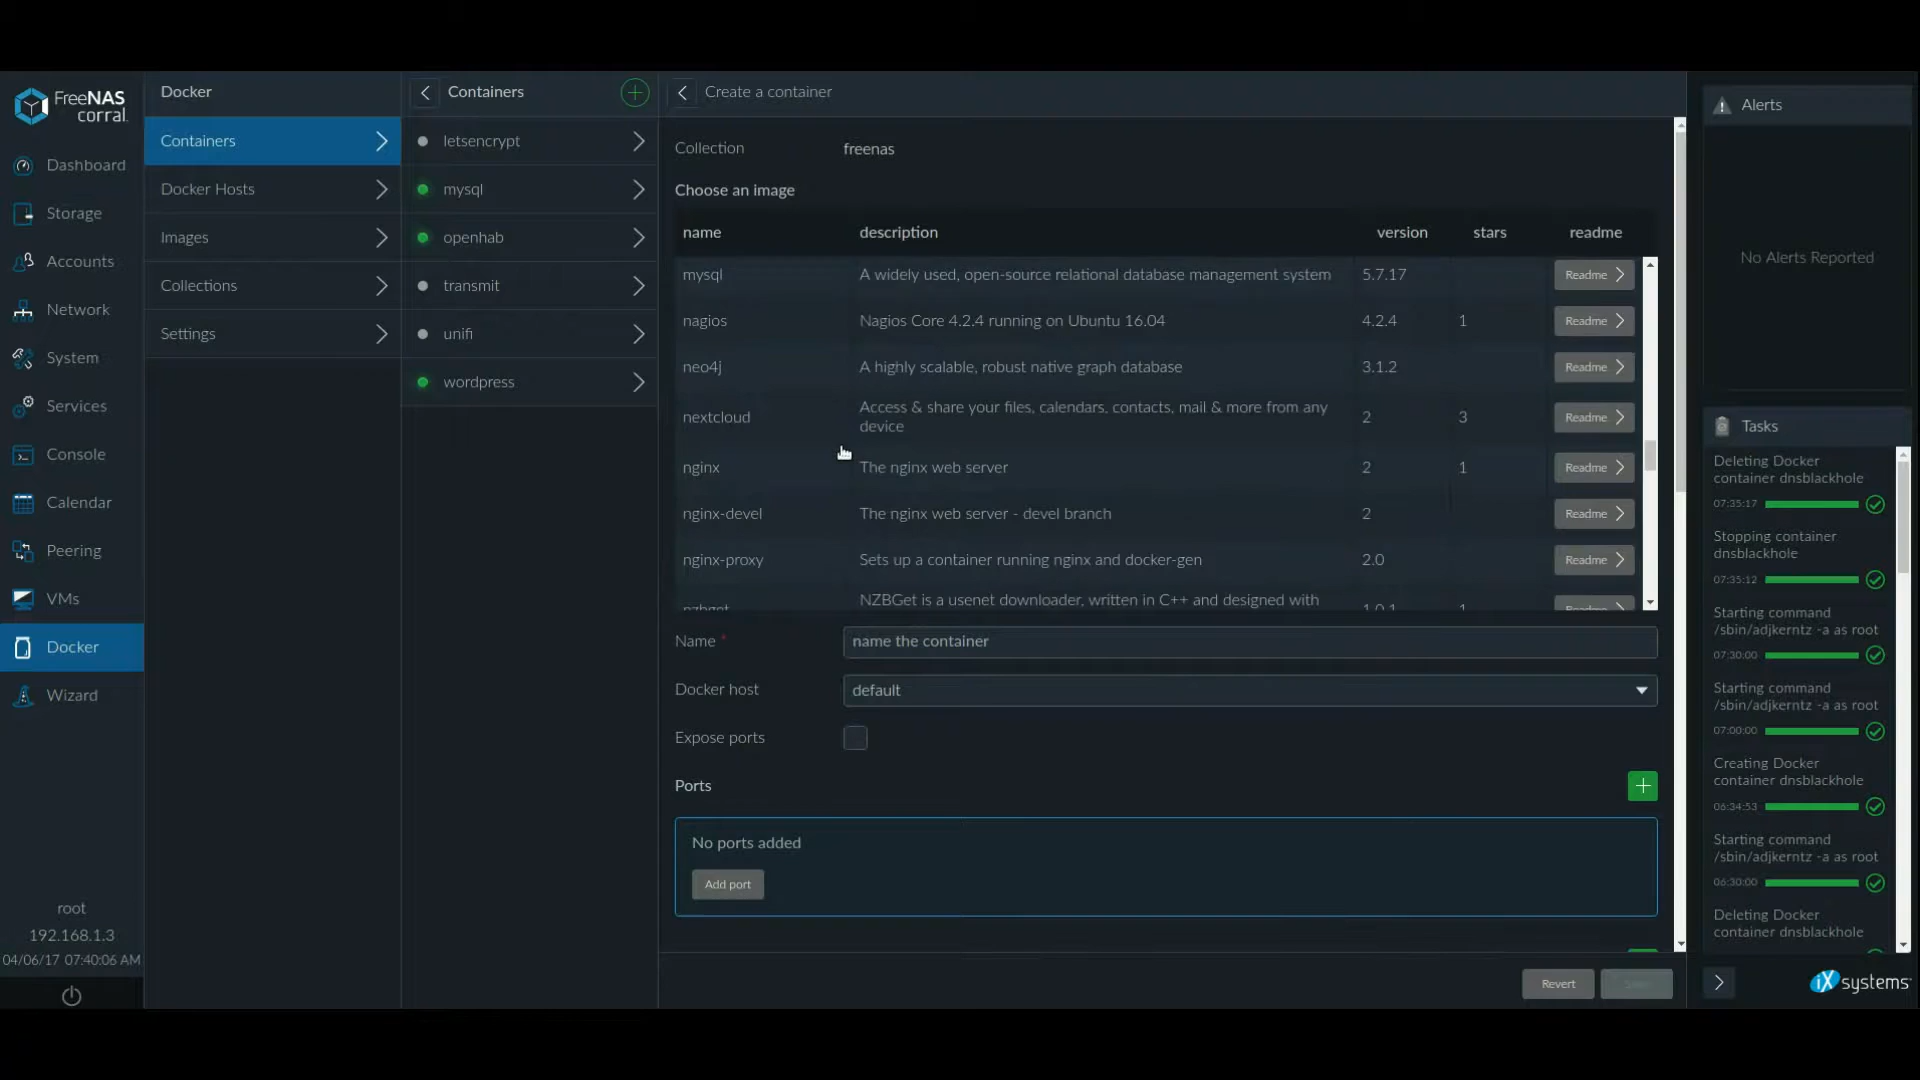 FreeNAS
corral.
Dashboard
Storage
Accounts
Network
System
Services
Console
Calendar
Peering
VMs
Docker
Wizard
root
192.168.1.3
04/06/17 07:40:06 AM
Docker
Containers
Docker Hosts
Images
Collections
Settings
Containers
letsencrypt
mysql
openhab
transmit
unifi
wordpress
Create a container
Collection freenas
Choose an image
name description version stars readme
mysql A widely used, open-source relational database management system 5.7.17 Readme
nagios Nagios Core 4.2.4 running on Ubuntu 16.04 4.2.4 1 Readme
neo4j A highly scalable, robust native graph database 3.1.2 Readme
nextcloud Access & share your files, calendars, contacts, mail & more from any
device 2 3 Readme
nginx The nginx web server 2 1 Readme
nginx-devel The nginx web server - devel branch 2 Readme
nginx-proxy Sets up a container running nginx and docker-gen 2.0 Readme
nzbget NZBGet is a usenet downloader, written in C++ and designed with 1.0.1 1 Readme
Name * name the container
Docker host default
Expose ports
Ports
No ports added
Add port
Revert
Alerts
No Alerts Reported
Tasks
Deleting Docker
container dnsblackhole
07:35:17
Stopping container
dnsblackhole
07:35:12
Starting command
/sbin/adjkerntz -a as root
07:30:00
Starting command
/sbin/adjkerntz -a as root
07:00:00
Creating Docker
container dnsblackhole
06:34:53
Starting command
/sbin/adjkerntz -a as root
06:30:00
Deleting Docker
container dnsblackhole
iXsystems